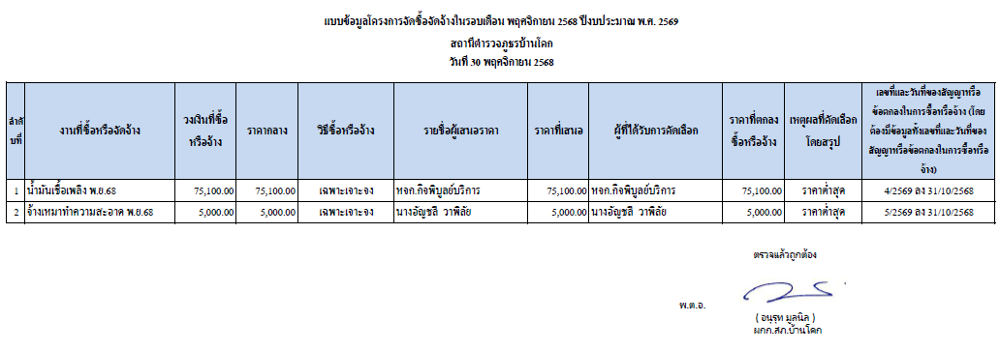 แบบข้อมูลโครงการจัดซื้อจัดจ้างในรอบเดือน พฤศจิกายน 2568 ปีงบประมาณ พ.ศ. 2569
สถานีตำรวจภูธรบ้านโคก
วันที่ 30 พฤศจิกายน 2568
ลำดับที่ งานที่ซื้อหรือจัดจ้าง วงเงินที่ซื้อหรือจ้าง ราคากลาง วิธีซื้อหรือจ้าง รายชื่อผู้เสนอราคา ราคาที่เสนอ ผู้ที่ได้รับการคัดเลือก ราคาที่ตกลงซื้อหรือจ้าง เหตุผลที่คัดเลือกโดยสรุป เลขที่และวันที่ของสัญญาหรือข้อตกลงในการซื้อหรือจ้าง (โดยต้องมีข้อมูลทั้งเลขที่และวันที่ของสัญญาหรือข้อตกลงในการซื้อหรือจ้าง)
1 น้ำมันเชื้อเพลิง พ.ย.68 75,100.00 75,100.00 เฉพาะเจาะจง หจก.กิจพิบูลย์บริการ 75,100.00 หจก.กิจพิบูลย์บริการ 75,100.00 ราคาต่ำสุด 4/2569 ลง 31/10/2568
2 จ้างเหมาทำความสะอาด พ.ย.68 5,000.00 5,000.00 เฉพาะเจาะจง นางอัญชลี วาพิลัย 5,000.00 นางอัญชลี วาพิลัย 5,000.00 ราคาต่ำสุด 5/2569 ลง 31/10/2568
ตรวจแล้วถูกต้อง
พ.ต.อ.
( อนุรุท มูลนิล )
ผกก.สภ.บ้านโคก